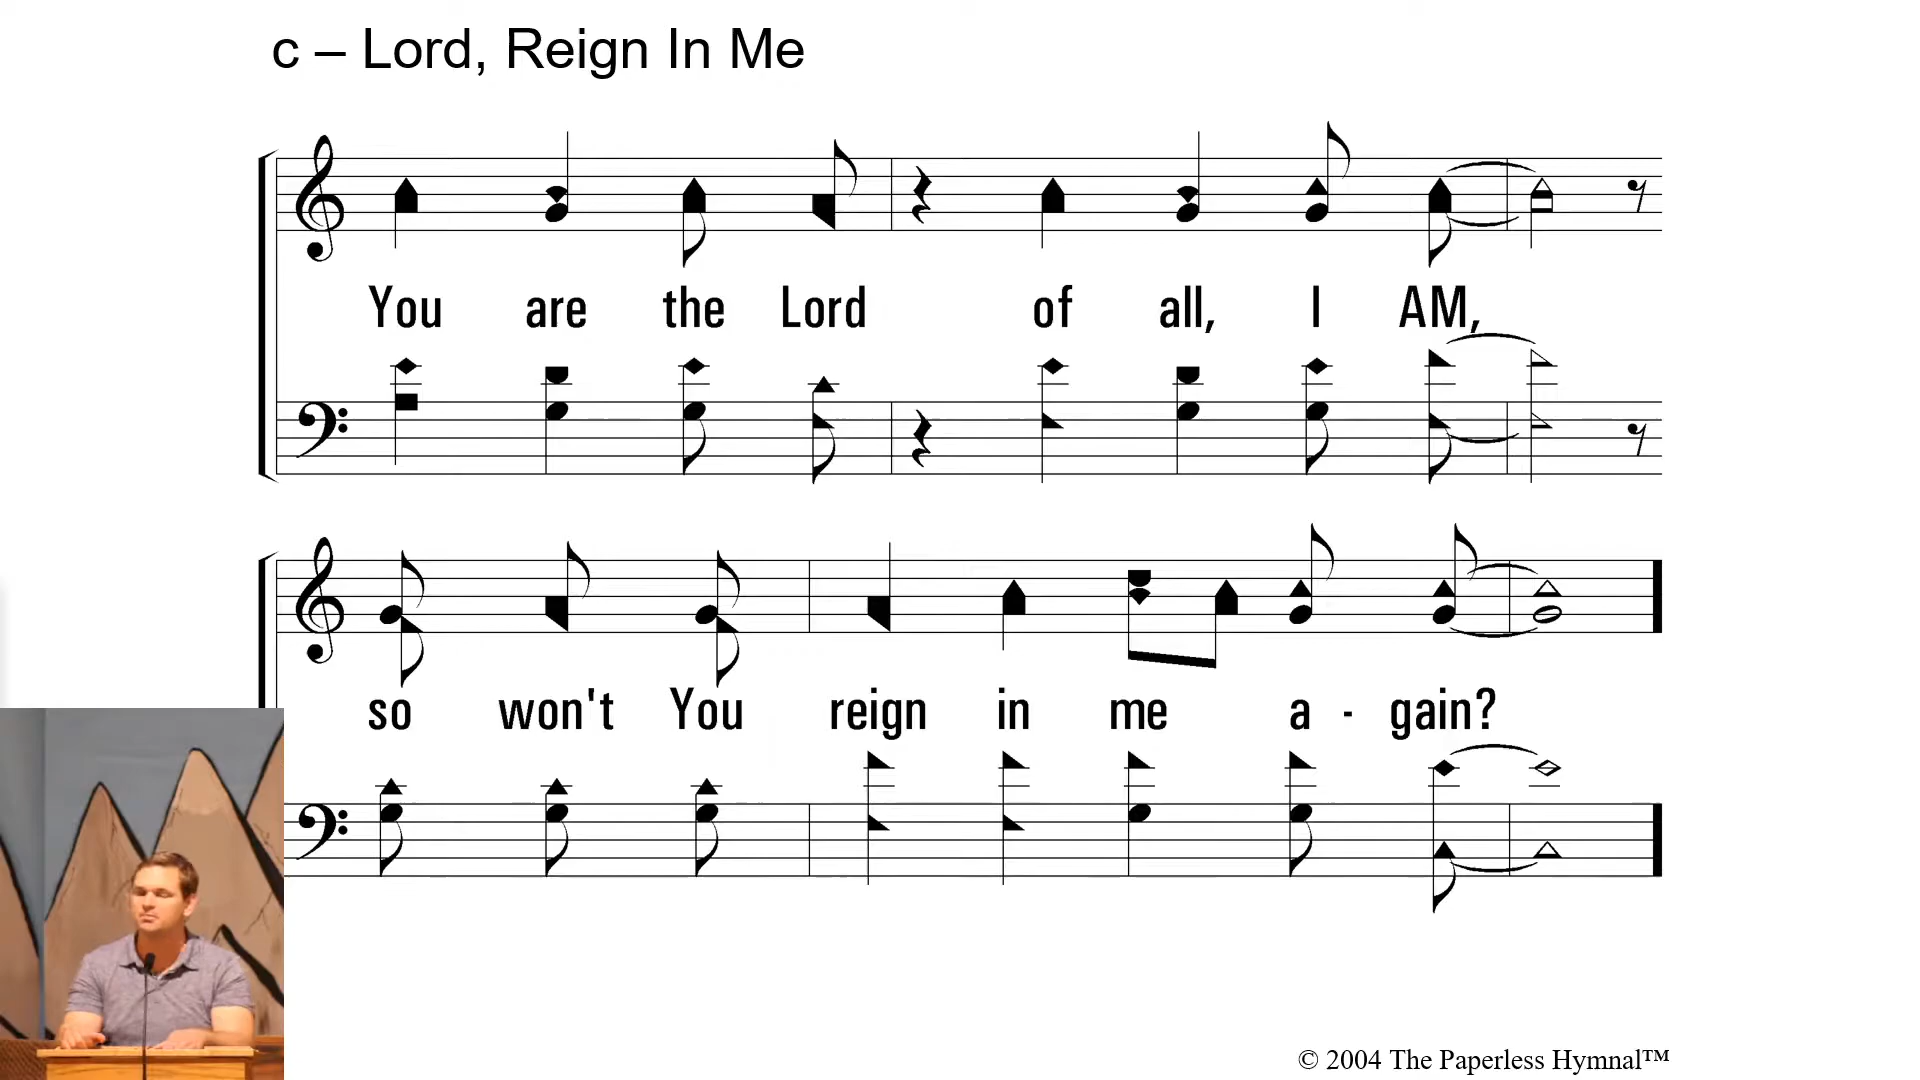 c – Lord, Reign In Me
You are the Lord of all, I AM,
so won't You reign in me a - gain?
© 2004 The Paperless Hymnal™